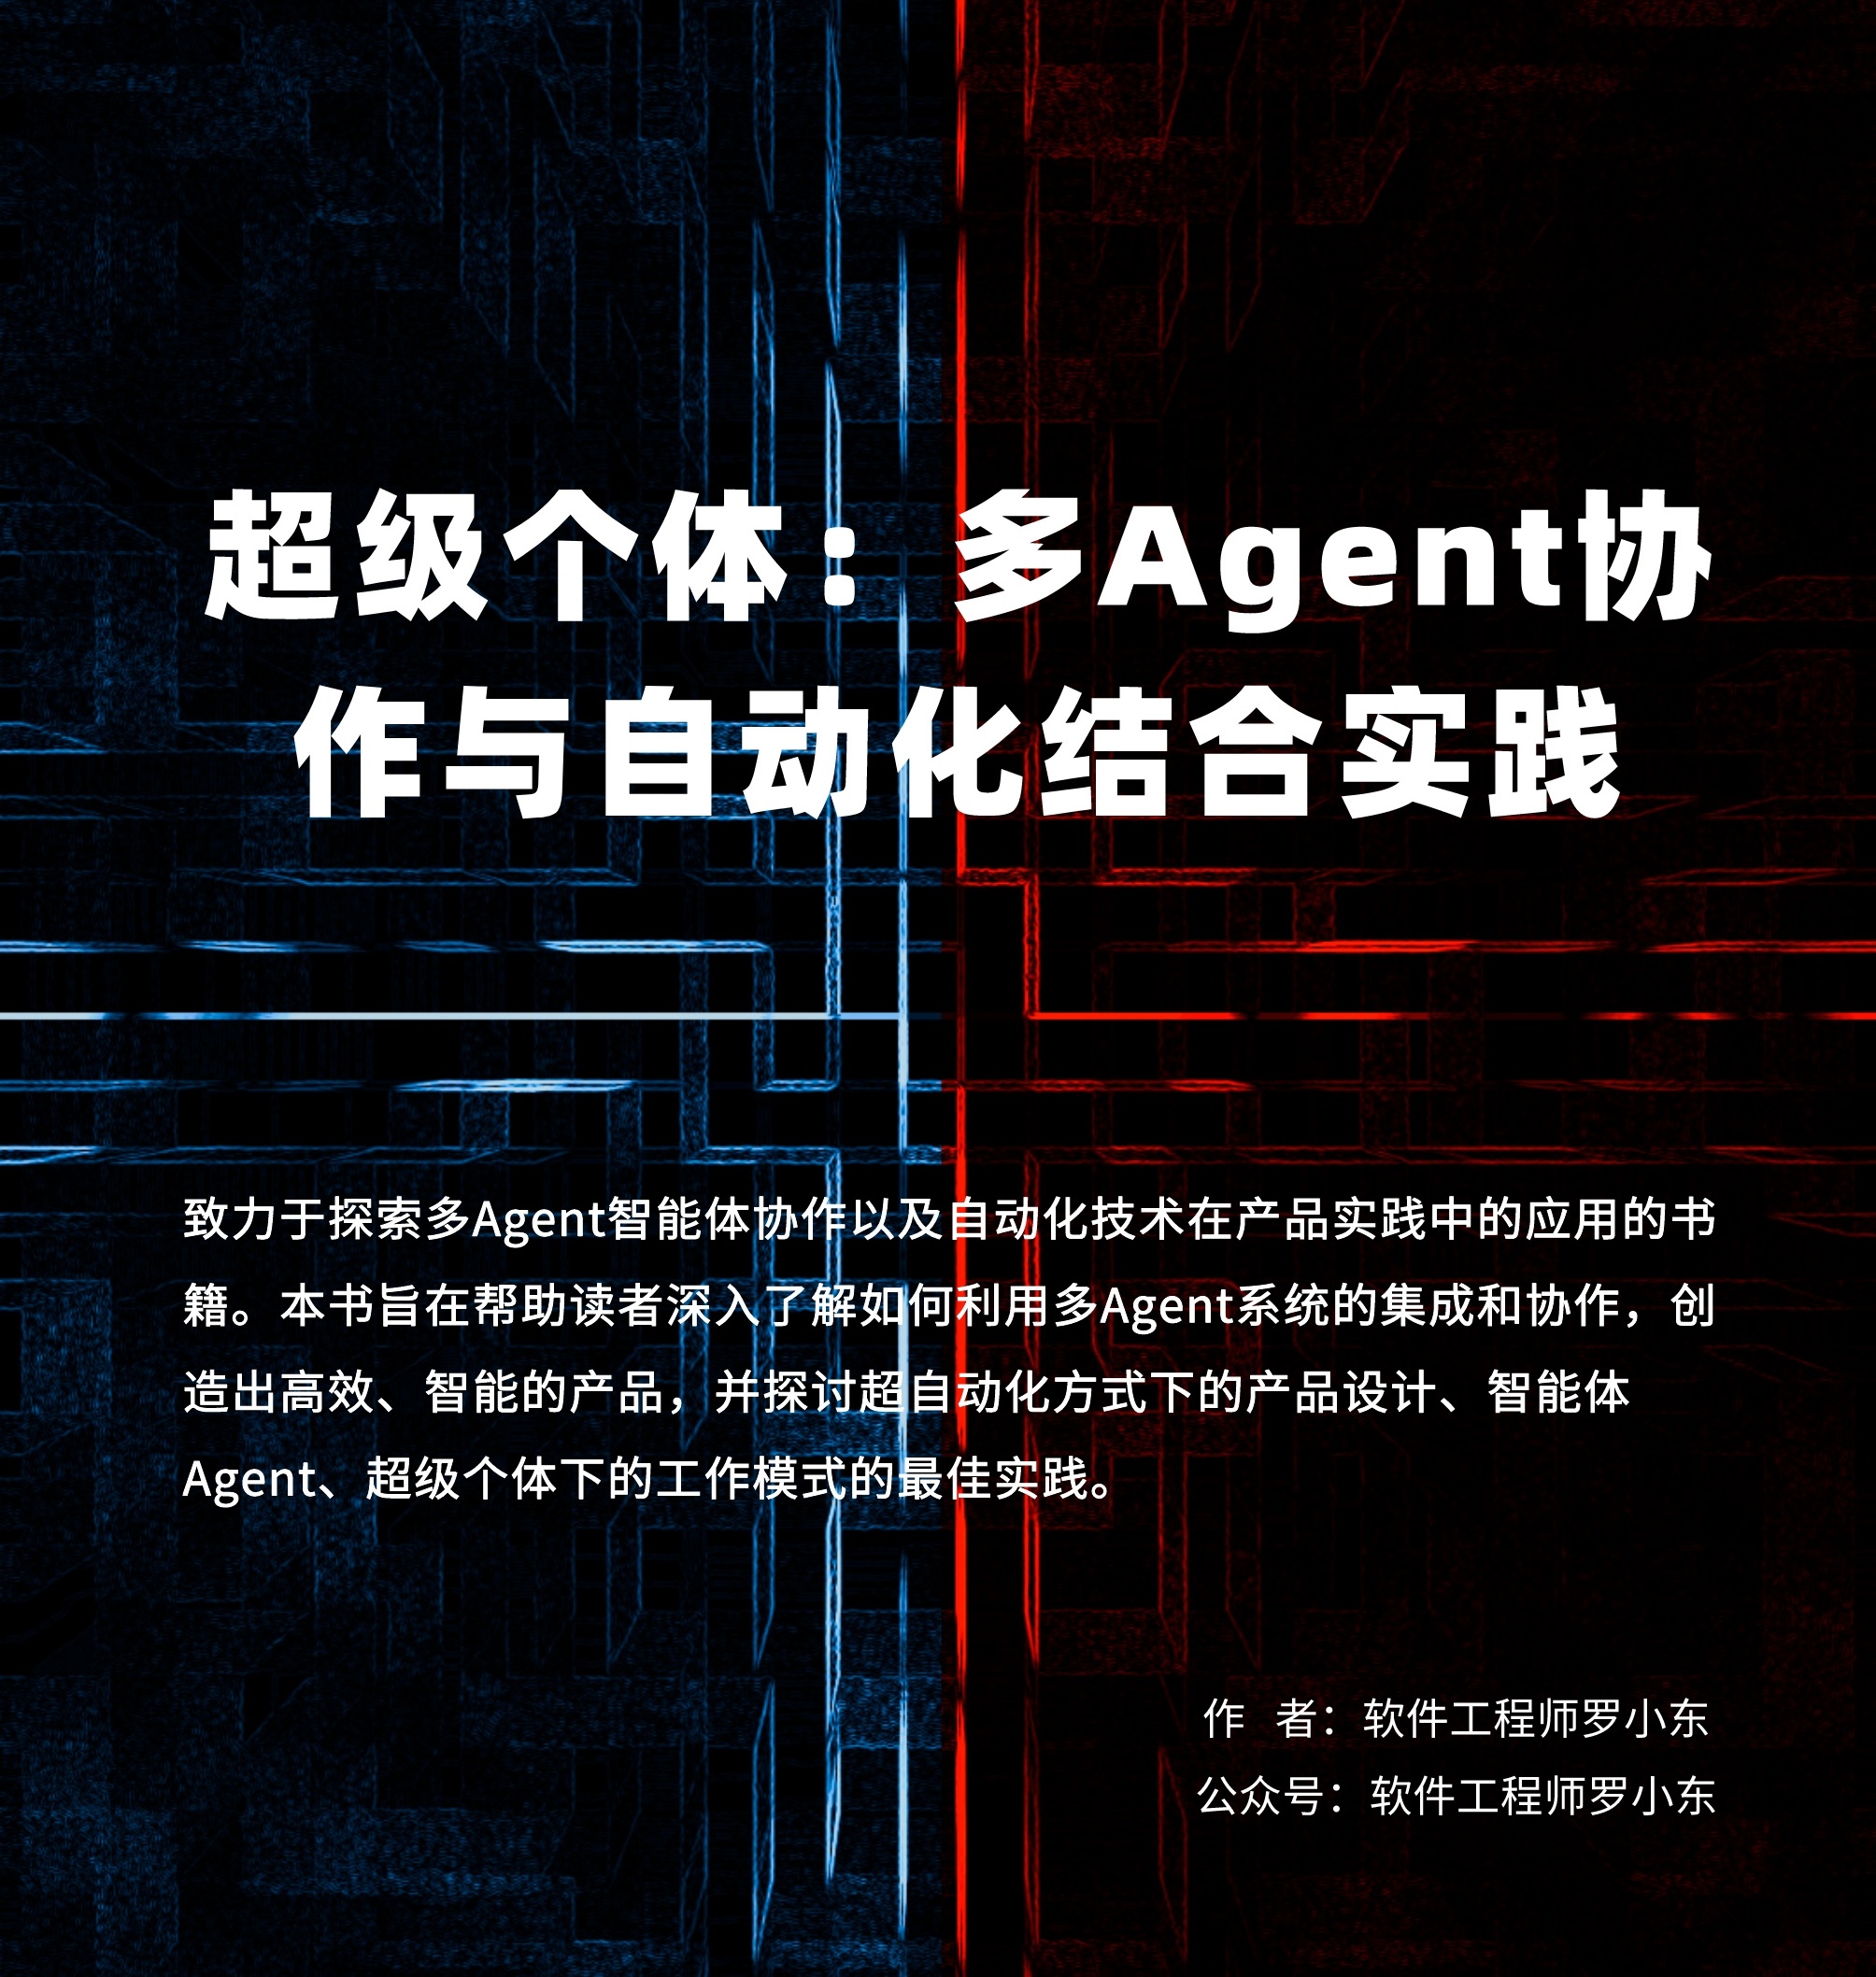 超级个体：多Agent协
作与自动化结合实践
致力于探索多Agent智能体协作以及自动化技术在产品实践中的应用的书
籍。本书旨在帮助读者深入了解如何利用多Agent系统的集成和协作，创
造出高效、智能的产品，并探讨超自动化方式下的产品设计、智能体
Agent、超级个体下的工作模式的最佳实践。
作 者：软件工程师罗小东
公众号：软件工程师罗小东